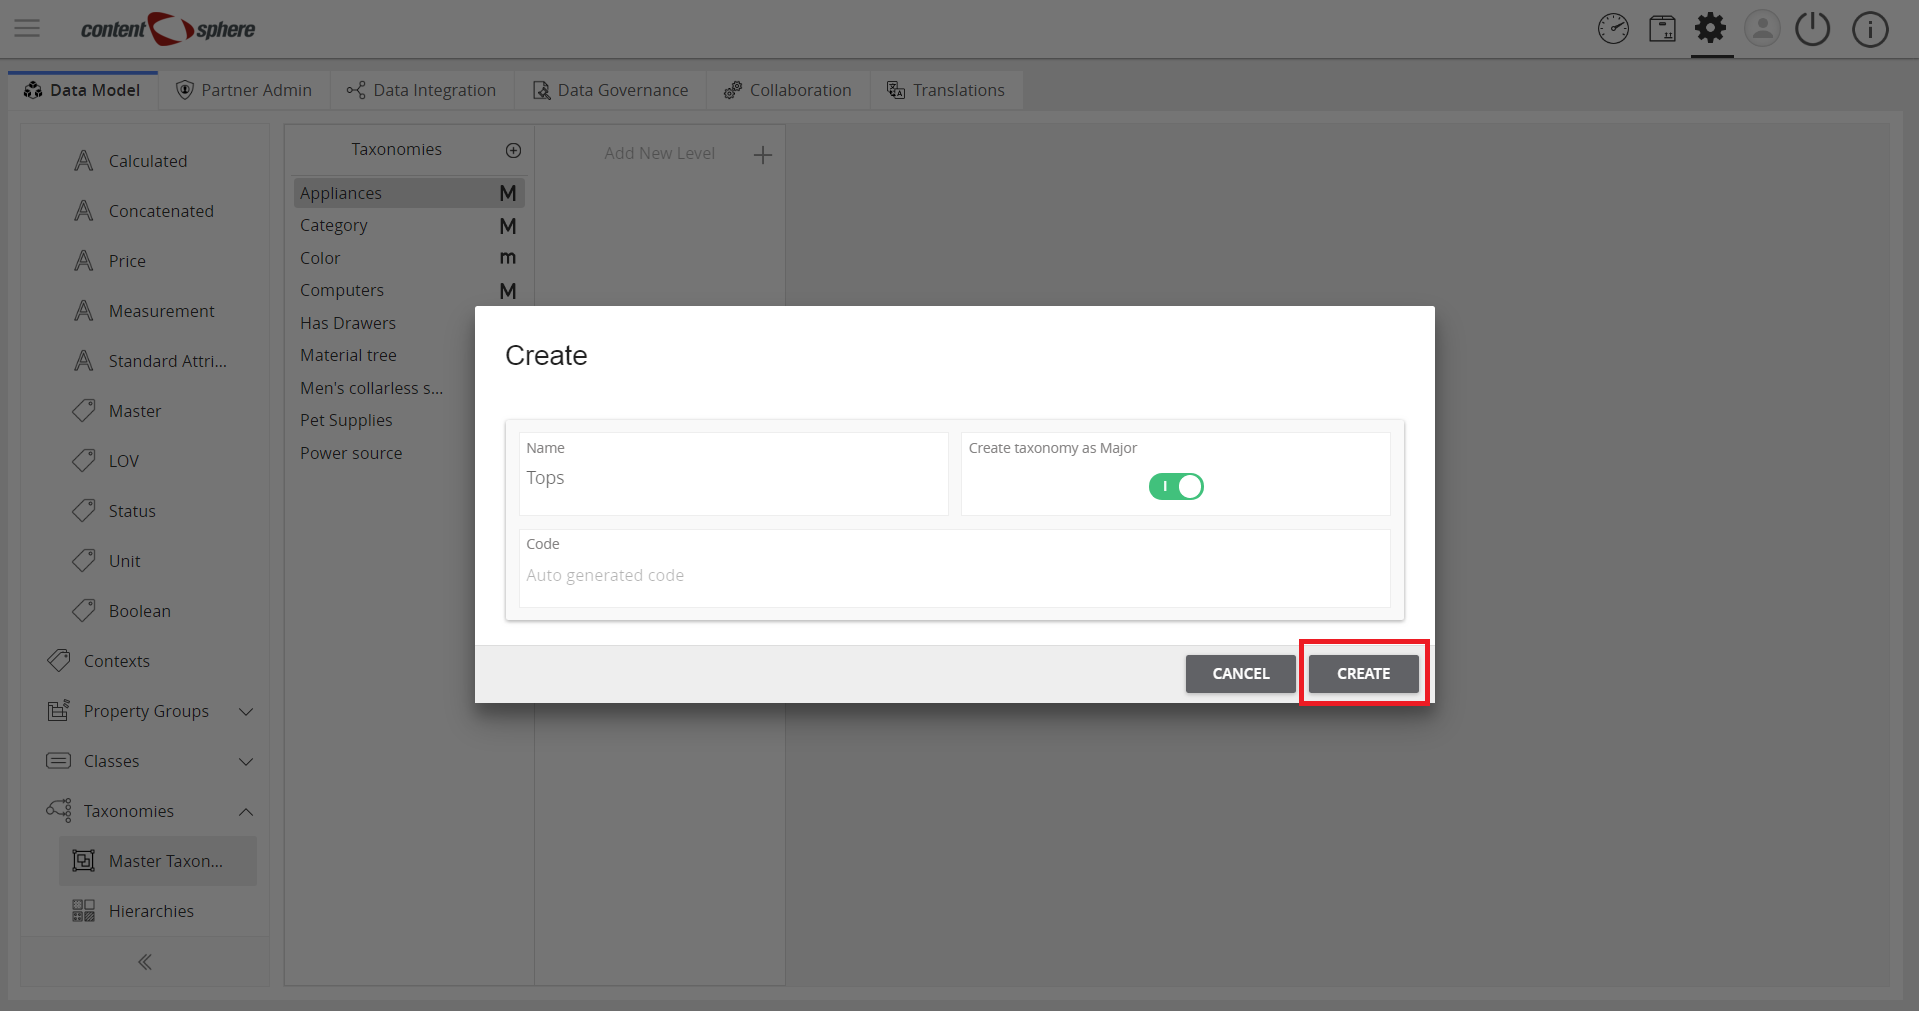 content sphere
Data Model
Partner Admin
Data Integration
Data Governance
Collaboration
Translations
Calculated
Concatenated
Price
Measurement
Standard Attri...
Master
LOV
Status
Unit
Boolean
Contexts
Property Groups
Classes
Taxonomies
Master Taxon...
Hierarchies
Taxonomies
Appliances M
Category M
Color m
Computers M
Has Drawers
Material tree
Men's collarless s...
Pet Supplies
Power source
Add New Level
Create
Name
Tops
Create taxonomy as Major
Code
Auto generated code
CANCEL
CREATE